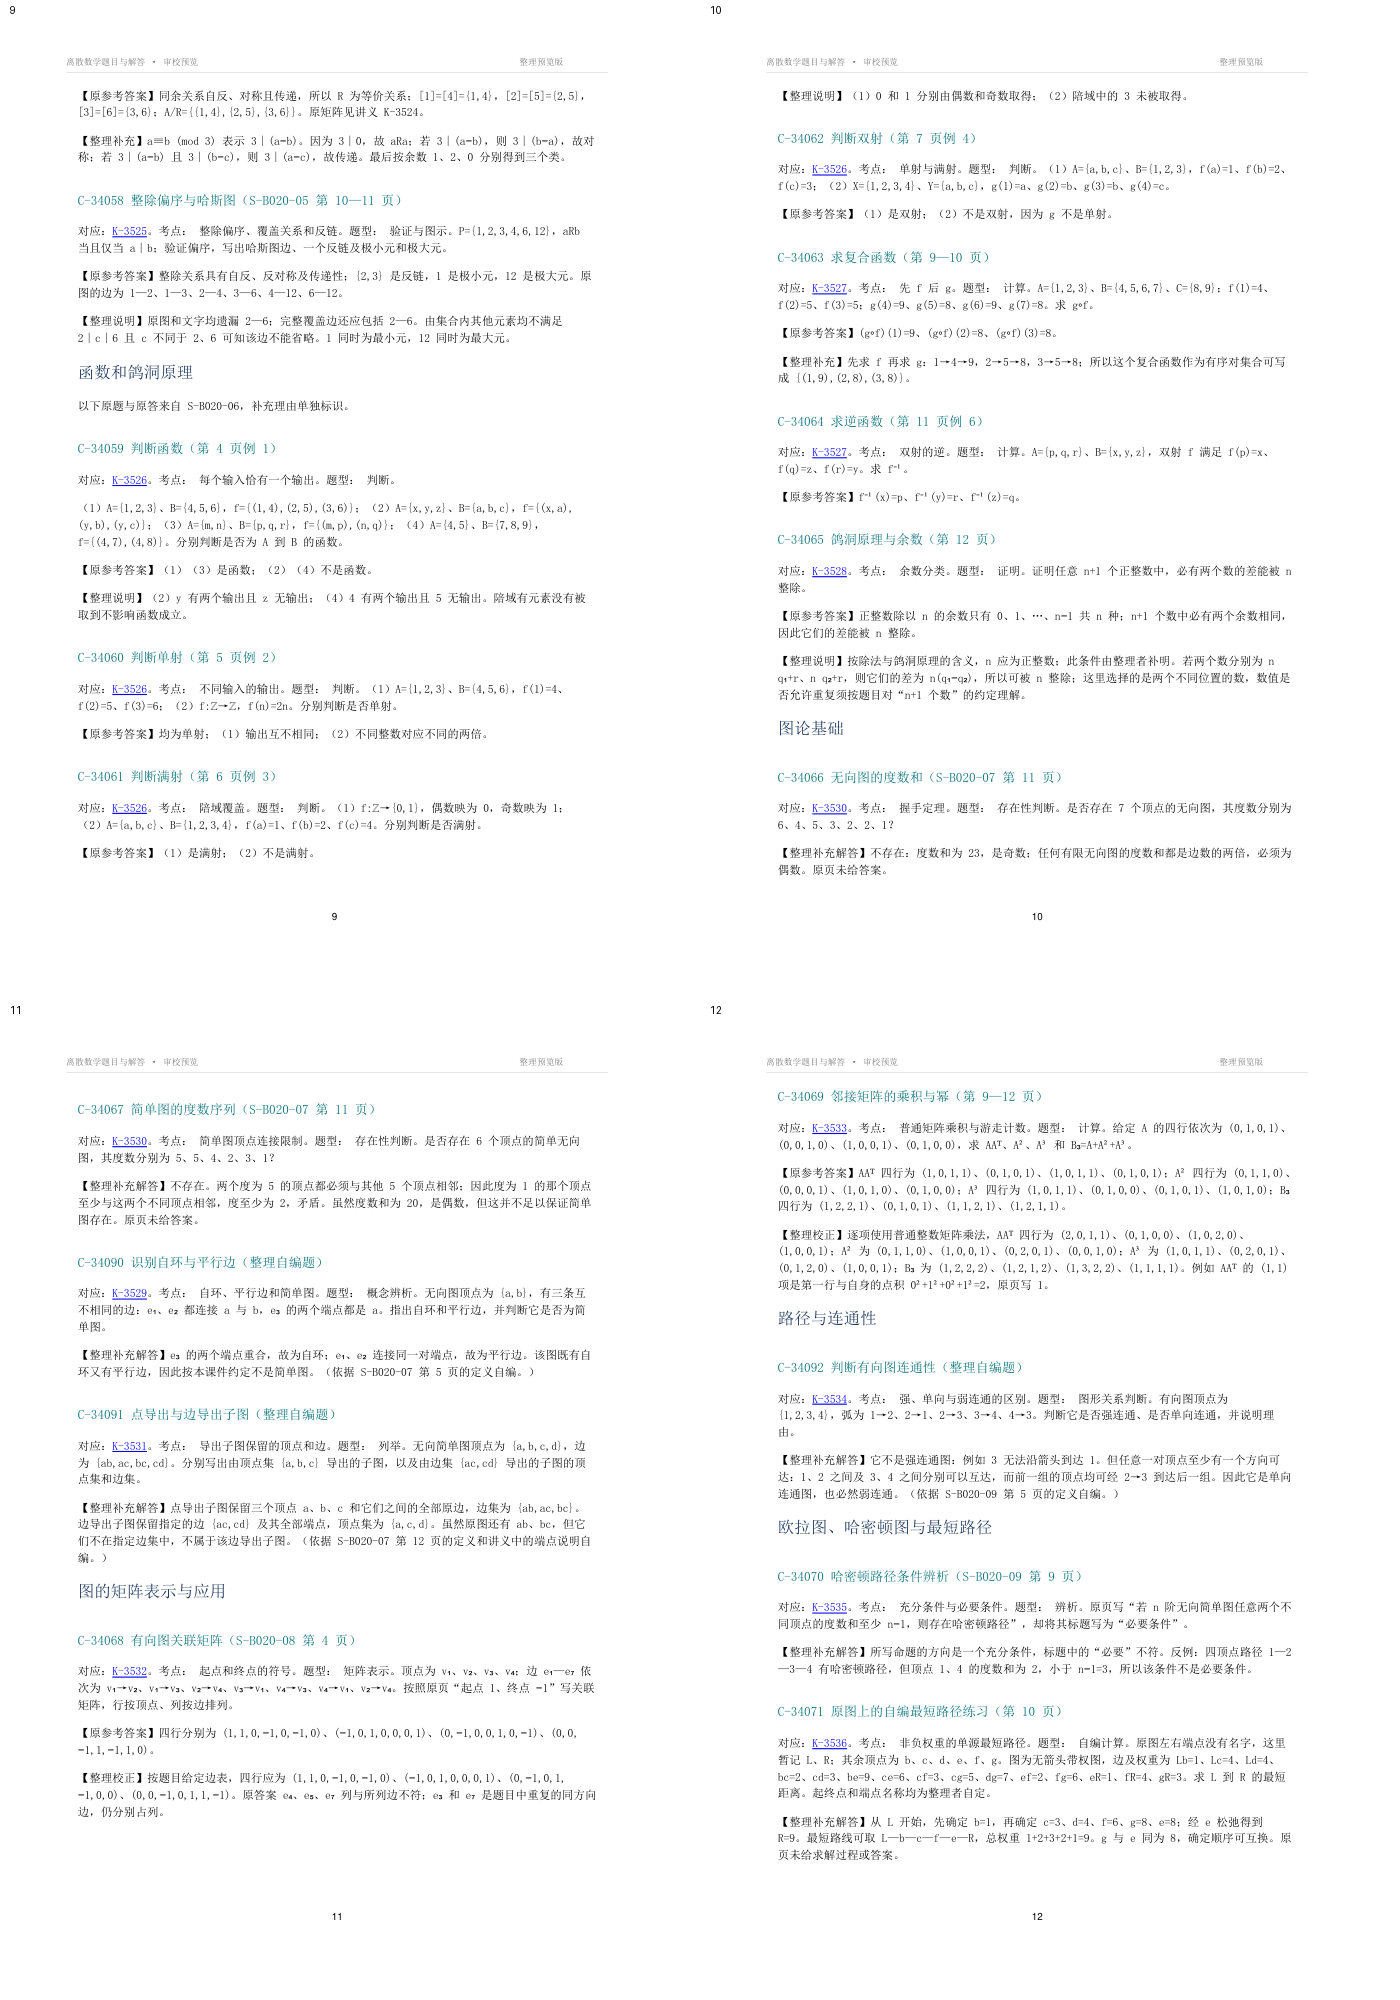 9
离散数学题目与解答 · 审校预览
整理预览版
【原参考答案】同余关系自反、对称且传递，所以 R 为等价关系；[1]=[4]={1,4}，[2]=[5]={2,5}，
[3]=[6]={3,6}；A/R={{1,4},{2,5},{3,6}}。原矩阵见讲义 K-3524。
【整理补充】a≡b (mod 3) 表示 3∣(a−b)。因为 3∣0，故 aRa；若 3∣(a−b)，则 3∣(b−a)，故对
称；若 3∣(a−b) 且 3∣(b−c)，则 3∣(a−c)，故传递。最后按余数 1、2、0 分别得到三个类。
C-34058 整除偏序与哈斯图（S-B020-05 第 10—11 页）
对应：K-3525。考点： 整除偏序、覆盖关系和反链。题型： 验证与图示。P={1,2,3,4,6,12}，aRb
当且仅当 a∣b；验证偏序，写出哈斯图边、一个反链及极小元和极大元。
【原参考答案】整除关系具有自反、反对称及传递性；{2,3} 是反链，1 是极小元，12 是极大元。原
图的边为 1—2、1—3、2—4、3—6、4—12、6—12。
【整理说明】原图和文字均遗漏 2—6；完整覆盖边还应包括 2—6。由集合内其他元素均不满足
2∣c∣6 且 c 不同于 2、6 可知该边不能省略。1 同时为最小元，12 同时为最大元。
函数和鸽洞原理
以下原题与原答来自 S-B020-06，补充理由单独标识。
C-34059 判断函数（第 4 页例 1）
对应：K-3526。考点： 每个输入恰有一个输出。题型： 判断。
（1）A={1,2,3}、B={4,5,6}，f={(1,4),(2,5),(3,6)}；（2）A={x,y,z}、B={a,b,c}，f={(x,a),
(y,b),(y,c)}；（3）A={m,n}、B={p,q,r}，f={(m,p),(n,q)}；（4）A={4,5}、B={7,8,9}，
f={(4,7),(4,8)}。分别判断是否为 A 到 B 的函数。
【原参考答案】（1）（3）是函数；（2）（4）不是函数。
【整理说明】（2）y 有两个输出且 z 无输出；（4）4 有两个输出且 5 无输出。陪域有元素没有被
取到不影响函数成立。
C-34060 判断单射（第 5 页例 2）
对应：K-3526。考点： 不同输入的输出。题型： 判断。（1）A={1,2,3}、B={4,5,6}，f(1)=4、
f(2)=5、f(3)=6；（2）f:ℤ→ℤ，f(n)=2n。分别判断是否单射。
【原参考答案】均为单射；（1）输出互不相同；（2）不同整数对应不同的两倍。
C-34061 判断满射（第 6 页例 3）
对应：K-3526。考点： 陪域覆盖。题型： 判断。（1）f:ℤ→{0,1}，偶数映为 0，奇数映为 1；
（2）A={a,b,c}、B={1,2,3,4}，f(a)=1、f(b)=2、f(c)=4。分别判断是否满射。
【原参考答案】（1）是满射；（2）不是满射。
9
10
离散数学题目与解答 · 审校预览
整理预览版
【整理说明】（1）0 和 1 分别由偶数和奇数取得；（2）陪域中的 3 未被取得。
C-34062 判断双射（第 7 页例 4）
对应：K-3526。考点： 单射与满射。题型： 判断。（1）A={a,b,c}、B={1,2,3}，f(a)=1、f(b)=2、
f(c)=3；（2）X={1,2,3,4}、Y={a,b,c}，g(1)=a、g(2)=b、g(3)=b、g(4)=c。
【原参考答案】（1）是双射；（2）不是双射，因为 g 不是单射。
C-34063 求复合函数（第 9—10 页）
对应：K-3527。考点： 先 f 后 g。题型： 计算。A={1,2,3}、B={4,5,6,7}、C={8,9}；f(1)=4、
f(2)=5、f(3)=5；g(4)=9、g(5)=8、g(6)=9、g(7)=8。求 g∘f。
【原参考答案】(g∘f)(1)=9、(g∘f)(2)=8、(g∘f)(3)=8。
【整理补充】先求 f 再求 g：1→4→9，2→5→8，3→5→8；所以这个复合函数作为有序对集合可写
成 {(1,9),(2,8),(3,8)}。
C-34064 求逆函数（第 11 页例 6）
对应：K-3527。考点： 双射的逆。题型： 计算。A={p,q,r}、B={x,y,z}，双射 f 满足 f(p)=x、
f(q)=z、f(r)=y。求 f⁻¹。
【原参考答案】f⁻¹(x)=p、f⁻¹(y)=r、f⁻¹(z)=q。
C-34065 鸽洞原理与余数（第 12 页）
对应：K-3528。考点： 余数分类。题型： 证明。证明任意 n+1 个正整数中，必有两个数的差能被 n
整除。
【原参考答案】正整数除以 n 的余数只有 0、1、…、n−1 共 n 种；n+1 个数中必有两个余数相同，
因此它们的差能被 n 整除。
【整理说明】按除法与鸽洞原理的含义，n 应为正整数；此条件由整理者补明。若两个数分别为 n
q₁+r、n q₂+r，则它们的差为 n(q₁−q₂)，所以可被 n 整除；这里选择的是两个不同位置的数，数值是
否允许重复须按题目对“n+1 个数”的约定理解。
图论基础
C-34066 无向图的度数和（S-B020-07 第 11 页）
对应：K-3530。考点： 握手定理。题型： 存在性判断。是否存在 7 个顶点的无向图，其度数分别为
6、4、5、3、2、2、1？
【整理补充解答】不存在：度数和为 23，是奇数；任何有限无向图的度数和都是边数的两倍，必须为
偶数。原页未给答案。
10
11
离散数学题目与解答 · 审校预览
整理预览版
C-34067 简单图的度数序列（S-B020-07 第 11 页）
对应：K-3530。考点： 简单图顶点连接限制。题型： 存在性判断。是否存在 6 个顶点的简单无向
图，其度数分别为 5、5、4、2、3、1？
【整理补充解答】不存在。两个度为 5 的顶点都必须与其他 5 个顶点相邻；因此度为 1 的那个顶点
至少与这两个不同顶点相邻，度至少为 2，矛盾。虽然度数和为 20，是偶数，但这并不足以保证简单
图存在。原页未给答案。
C-34090 识别自环与平行边（整理自编题）
对应：K-3529。考点： 自环、平行边和简单图。题型： 概念辨析。无向图顶点为 {a,b}，有三条互
不相同的边：e₁、e₂ 都连接 a 与 b，e₃ 的两个端点都是 a。指出自环和平行边，并判断它是否为简
单图。
【整理补充解答】e₃ 的两个端点重合，故为自环；e₁、e₂ 连接同一对端点，故为平行边。该图既有自
环又有平行边，因此按本课件约定不是简单图。（依据 S-B020-07 第 5 页的定义自编。）
C-34091 点导出与边导出子图（整理自编题）
对应：K-3531。考点： 导出子图保留的顶点和边。题型： 列举。无向简单图顶点为 {a,b,c,d}，边
为 {ab,ac,bc,cd}。分别写出由顶点集 {a,b,c} 导出的子图，以及由边集 {ac,cd} 导出的子图的顶
点集和边集。
【整理补充解答】点导出子图保留三个顶点 a、b、c 和它们之间的全部原边，边集为 {ab,ac,bc}。
边导出子图保留指定的边 {ac,cd} 及其全部端点，顶点集为 {a,c,d}。虽然原图还有 ab、bc，但它
们不在指定边集中，不属于该边导出子图。（依据 S-B020-07 第 12 页的定义和讲义中的端点说明自
编。）
图的矩阵表示与应用
C-34068 有向图关联矩阵（S-B020-08 第 4 页）
对应：K-3532。考点： 起点和终点的符号。题型： 矩阵表示。顶点为 v₁、v₂、v₃、v₄；边 e₁—e₇ 依
次为 v₁→v₂、v₁→v₃、v₂→v₄、v₃→v₁、v₄→v₃、v₄→v₁、v₂→v₄。按照原页“起点 1、终点 −1”写关联
矩阵，行按顶点、列按边排列。
【原参考答案】四行分别为 (1,1,0,−1,0,−1,0)、(−1,0,1,0,0,0,1)、(0,−1,0,0,1,0,−1)、(0,0,
−1,1,−1,1,0)。
【整理校正】按题目给定边表，四行应为 (1,1,0,−1,0,−1,0)、(−1,0,1,0,0,0,1)、(0,−1,0,1,
−1,0,0)、(0,0,−1,0,1,1,−1)。原答案 e₄、e₅、e₇ 列与所列边不符；e₃ 和 e₇ 是题目中重复的同方向
边，仍分别占列。
11
12
离散数学题目与解答 · 审校预览
整理预览版
C-34069 邻接矩阵的乘积与幂（第 9—12 页）
对应：K-3533。考点： 普通矩阵乘积与游走计数。题型： 计算。给定 A 的四行依次为 (0,1,0,1)、
(0,0,1,0)、(1,0,0,1)、(0,1,0,0)，求 AAᵀ、A²、A³ 和 B₃=A+A²+A³。
【原参考答案】AAᵀ 四行为 (1,0,1,1)、(0,1,0,1)、(1,0,1,1)、(0,1,0,1)；A² 四行为 (0,1,1,0)、
(0,0,0,1)、(1,0,1,0)、(0,1,0,0)；A³ 四行为 (1,0,1,1)、(0,1,0,0)、(0,1,0,1)、(1,0,1,0)；B₃
四行为 (1,2,2,1)、(0,1,0,1)、(1,1,2,1)、(1,2,1,1)。
【整理校正】逐项使用普通整数矩阵乘法，AAᵀ 四行为 (2,0,1,1)、(0,1,0,0)、(1,0,2,0)、
(1,0,0,1)；A² 为 (0,1,1,0)、(1,0,0,1)、(0,2,0,1)、(0,0,1,0)；A³ 为 (1,0,1,1)、(0,2,0,1)、
(0,1,2,0)、(1,0,0,1)；B₃ 为 (1,2,2,2)、(1,2,1,2)、(1,3,2,2)、(1,1,1,1)。例如 AAᵀ 的 (1,1)
项是第一行与自身的点积 0²+1²+0²+1²=2，原页写 1。
路径与连通性
C-34092 判断有向图连通性（整理自编题）
对应：K-3534。考点： 强、单向与弱连通的区别。题型： 图形关系判断。有向图顶点为
{1,2,3,4}，弧为 1→2、2→1、2→3、3→4、4→3。判断它是否强连通、是否单向连通，并说明理
由。
【整理补充解答】它不是强连通图：例如 3 无法沿箭头到达 1。但任意一对顶点至少有一个方向可
达：1、2 之间及 3、4 之间分别可以互达，而前一组的顶点均可经 2→3 到达后一组。因此它是单向
连通图，也必然弱连通。（依据 S-B020-09 第 5 页的定义自编。）
欧拉图、哈密顿图与最短路径
C-34070 哈密顿路径条件辨析（S-B020-09 第 9 页）
对应：K-3535。考点： 充分条件与必要条件。题型： 辨析。原页写“若 n 阶无向简单图任意两个不
同顶点的度数和至少 n−1，则存在哈密顿路径”，却将其标题写为“必要条件”。
【整理补充解答】所写命题的方向是一个充分条件，标题中的“必要”不符。反例：四顶点路径 1—2
—3—4 有哈密顿路径，但顶点 1、4 的度数和为 2，小于 n−1=3，所以该条件不是必要条件。
C-34071 原图上的自编最短路径练习（第 10 页）
对应：K-3536。考点： 非负权重的单源最短路径。题型： 自编计算。原图左右端点没有名字，这里
暂记 L、R；其余顶点为 b、c、d、e、f、g。图为无箭头带权图，边及权重为 Lb=1、Lc=4、Ld=4、
bc=2、cd=3、be=9、ce=6、cf=3、cg=5、dg=7、ef=2、fg=6、eR=1、fR=4、gR=3。求 L 到 R 的最短
距离。起终点和端点名称均为整理者自定。
【整理补充解答】从 L 开始，先确定 b=1，再确定 c=3、d=4、f=6、g=8、e=8；经 e 松弛得到
R=9。最短路线可取 L—b—c—f—e—R，总权重 1+2+3+2+1=9。g 与 e 同为 8，确定顺序可互换。原
页未给求解过程或答案。
12